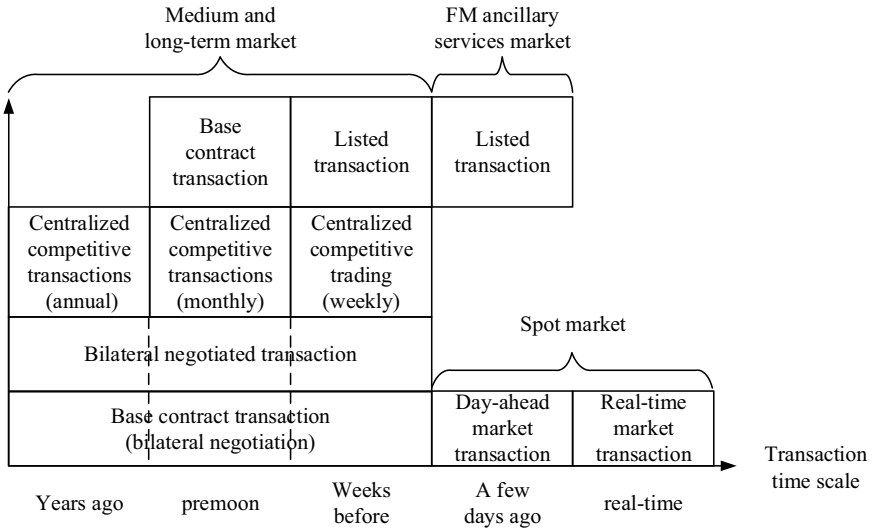 Medium and
long-term market
FM ancillary
services market
Base
contract
transaction
Listed
transaction
Listed
transaction
Centralized
competitive
transactions
(annual)
Centralized
competitive
transactions
(monthly)
Centralized
competitive
trading
(weekly)
Spot market
Bilateral negotiated transaction
Base contract transaction
(bilateral negotiation)
Day-ahead
market
transaction
Real-time
market
transaction
Transaction
time scale
Years ago
premoon
Weeks
before
A few
days ago
real-time